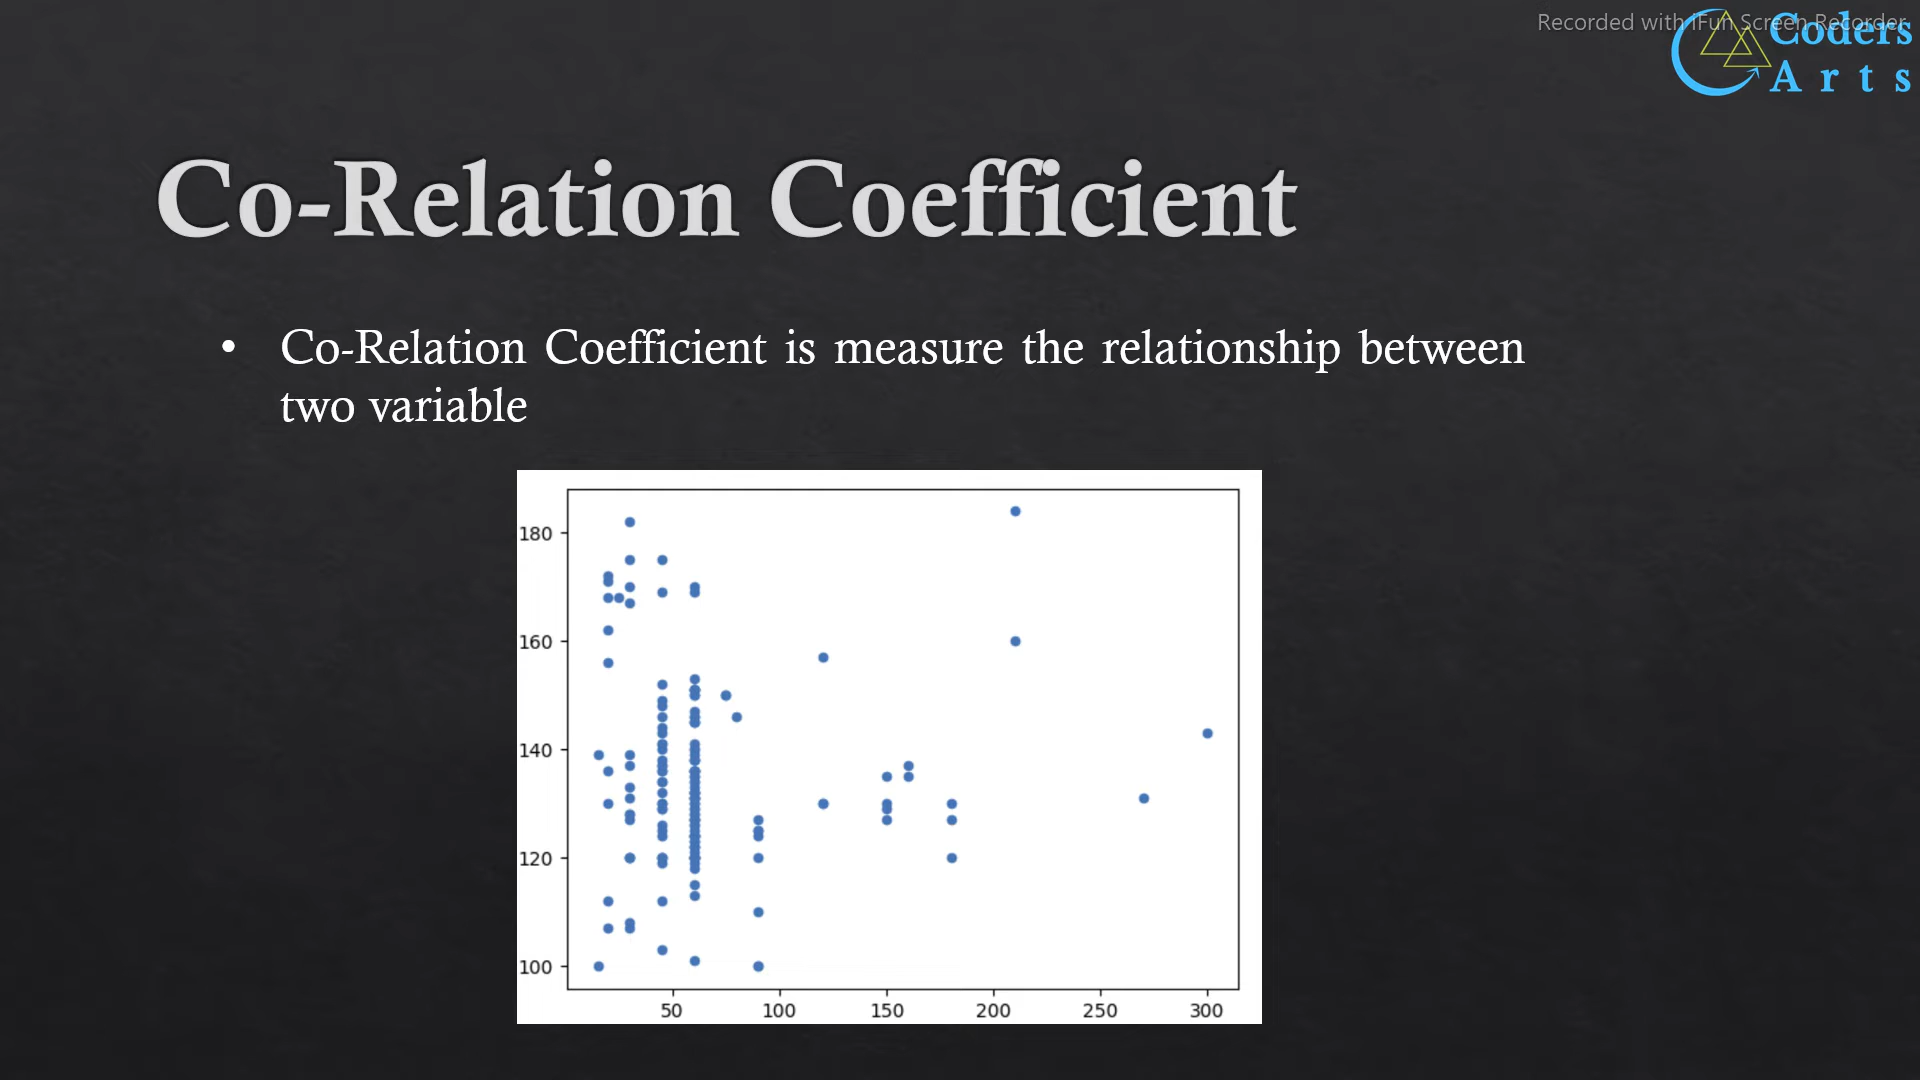 Recorded with iFun Screen Recorder
Coders
Arts
Co-Relation Coefficient
• Co-Relation Coefficient is measure the relationship between
two variable
180
160
140
120
100
50 100 150 200 250 300